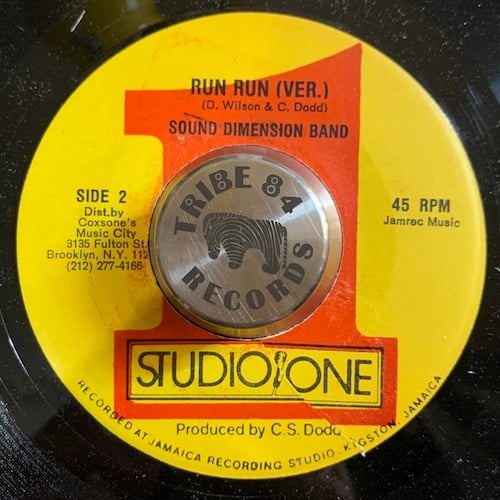 RUN RUN (VER.)
(D. Wilson & C. Dodd)
SOUND DIMENSION BAND
SIDE 2
Dist.by
Coxsone's
Music City
3135 Fulton St
Brooklyn, N.Y. 112
(212) 277-4166
45 RPM
Jamrec Music
TRIBE 84
RECORDS
STUDIO ONE
Produced by C.S. Dodd
RECORDED AT JAMAICA RECORDING STUDIO. KIGSTON, JAMAICA